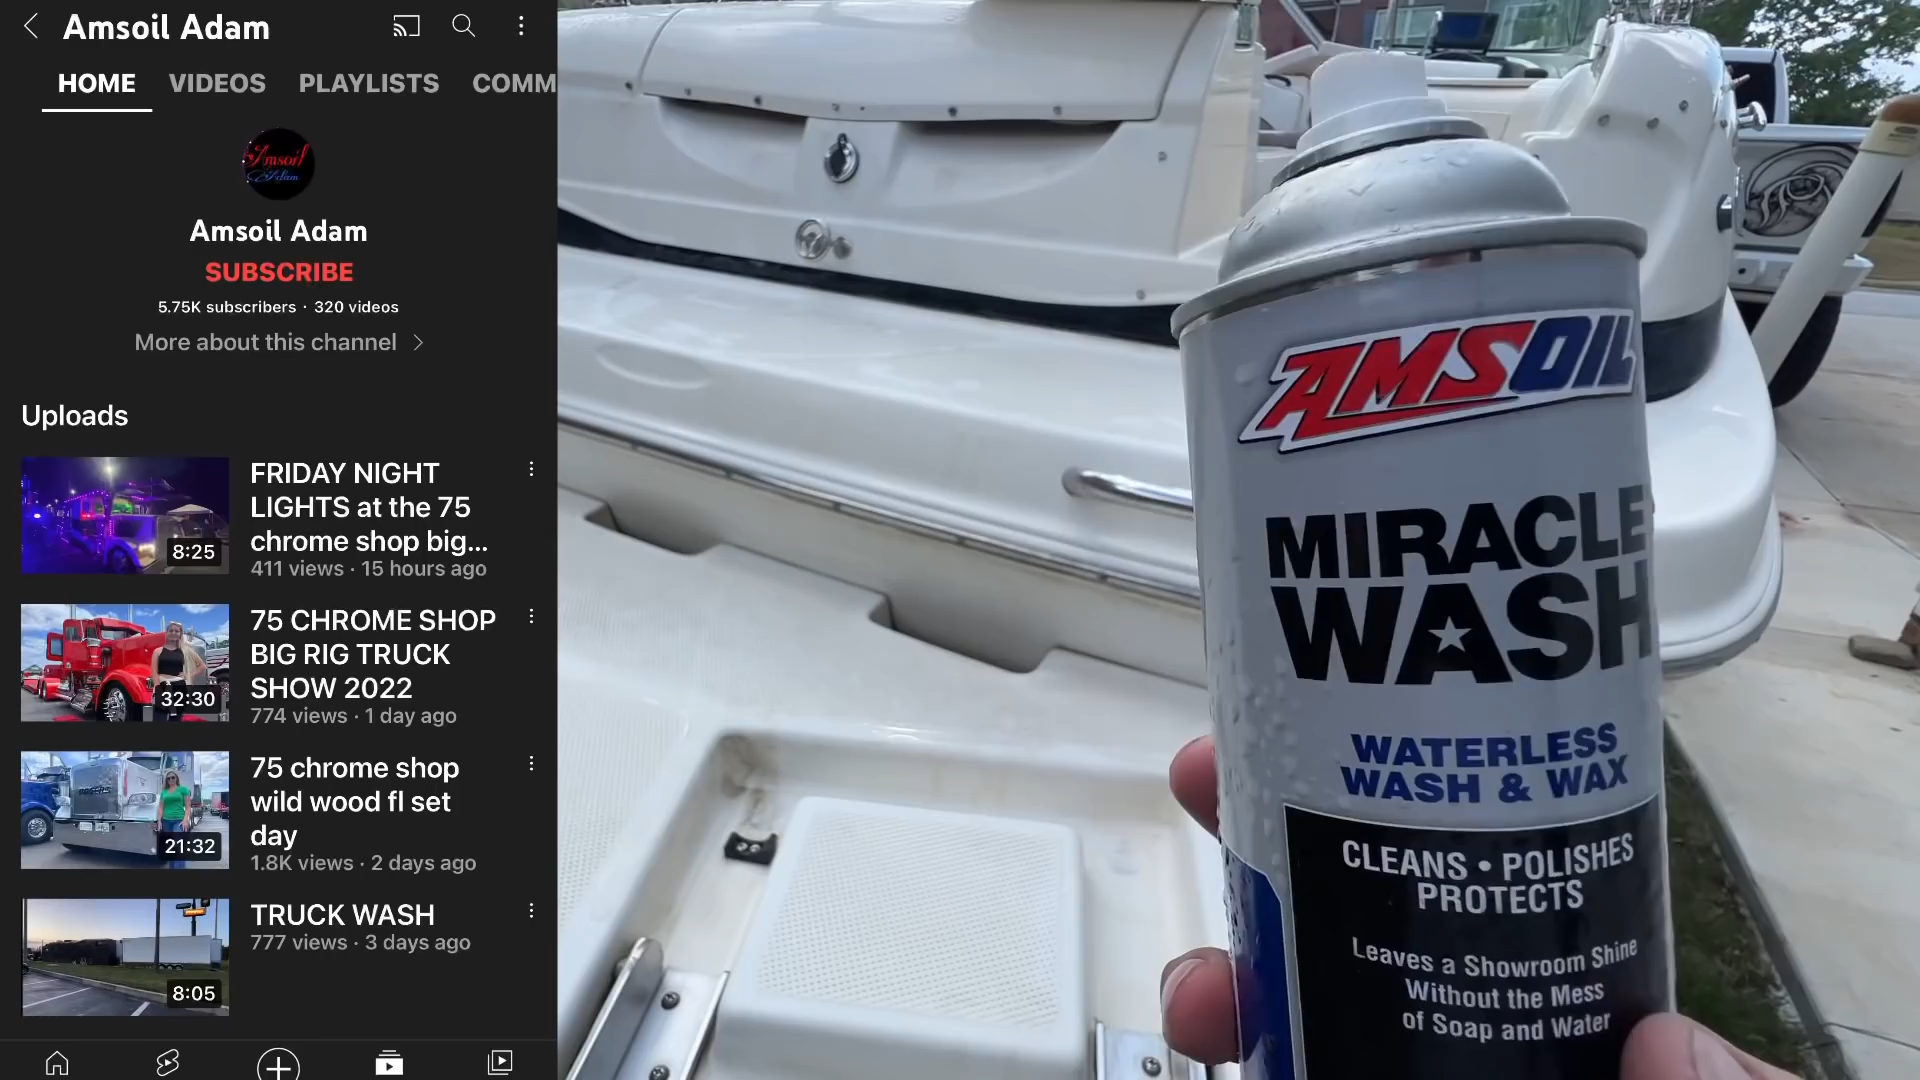 Amsoil Adam
HOME VIDEOS PLAYLISTS COMM
Amsoil
Adam
Amsoil Adam
SUBSCRIBE
5.75K subscribers · 320 videos
More about this channel
Uploads
FRIDAY NIGHT
LIGHTS at the 75
chrome shop big...
411 views · 15 hours ago
8:25
75 CHROME SHOP
BIG RIG TRUCK
SHOW 2022
774 views · 1 day ago
32:30
75 chrome shop
wild wood fl set
day
1.8K views · 2 days ago
21:32
TRUCK WASH
777 views · 3 days ago
8:05
AMSOIL
MIRACLE
WASH
WATERLESS
WASH & WAX
CLEANS • POLISHES
PROTECTS
Leaves a Showroom Shine
Without the Mess
of Soap and Water